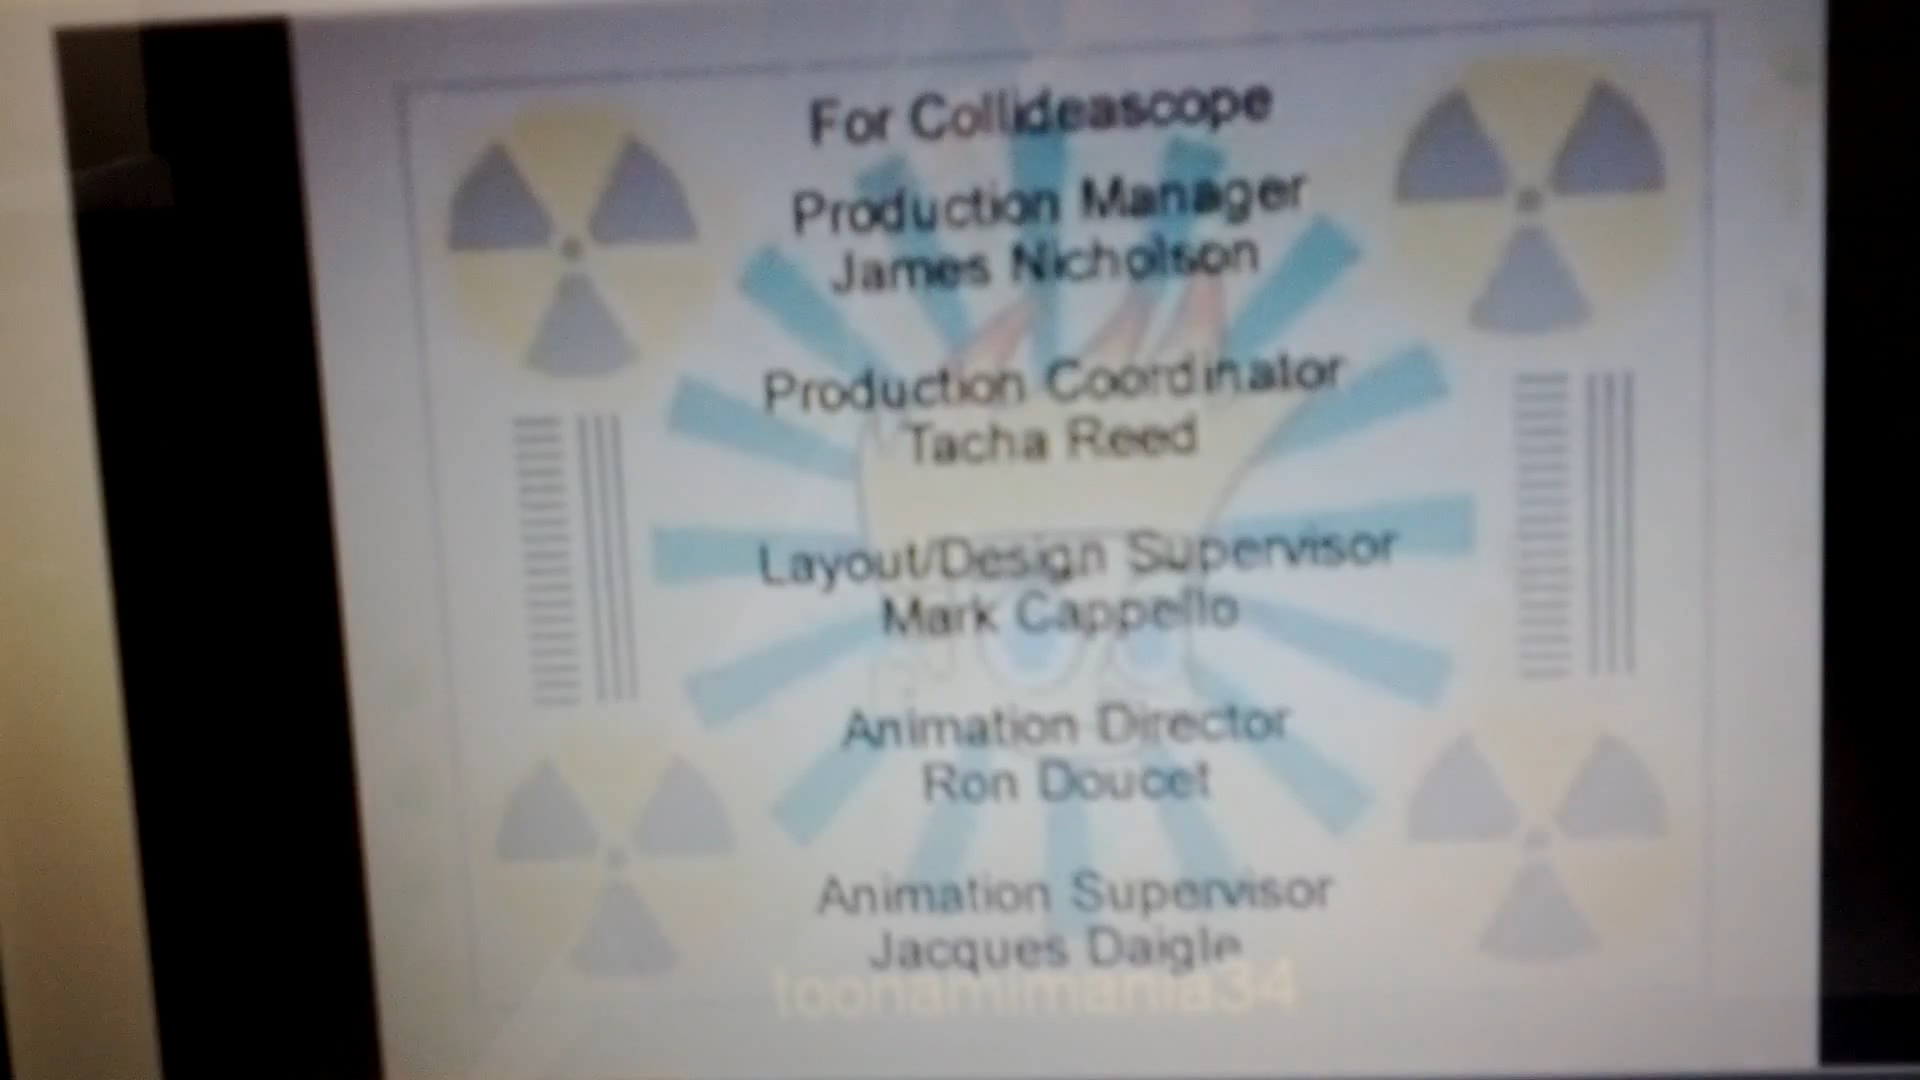 For Collideascope
Production Manager
James Nicholson
Production Coordinator
Tacha Reed
Layout/Design Supervisor
Mark Cappello
Animation Director
Ron Doucet
Animation Supervisor
Jacques Daigle
toonamimania34